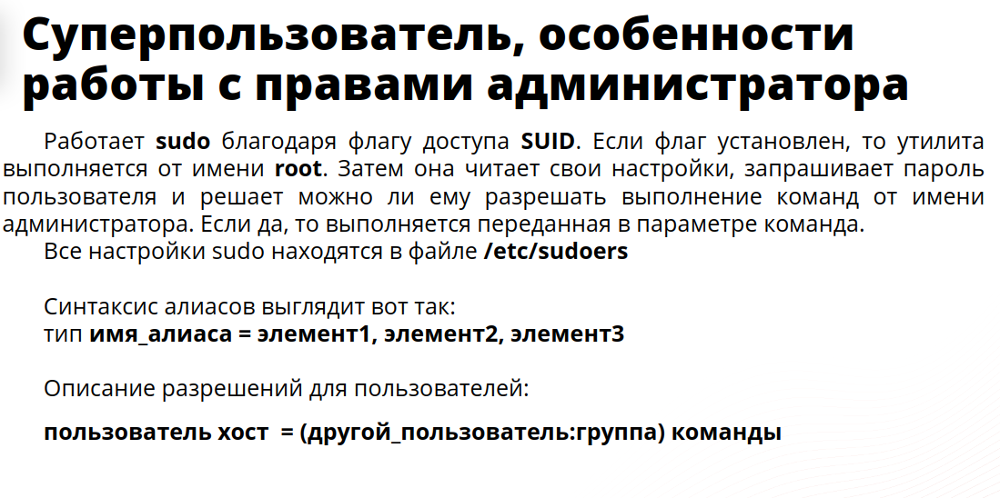 Суперпользователь, особенности
работы с правами администратора
Работает sudo благодаря флагу доступа SUID. Если флаг установлен, то утилита
выполняется от имени root. Затем она читает свои настройки, запрашивает пароль
пользователя и решает можно ли ему разрешать выполнение команд от имени
администратора. Если да, то выполняется переданная в параметре команда.
Все настройки sudo находятся в файле /etc/sudoers
Синтаксис алиасов выглядит вот так:
тип имя_алиаса = элемент1, элемент2, элемент3
Описание разрешений для пользователей:
пользователь хост  = (другой_пользователь:группа) команды